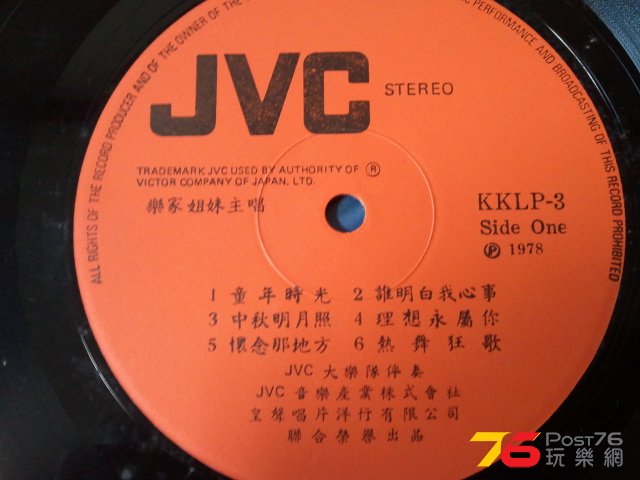 ALL RIGHTS OF THE RECORD PRODUCER AND OF THE OWNER OF THE
PERFORMANCE AND BROADCASTING OF THIS RECORD PROHIBITED
JVC STEREO
TRADEMARK JVC USED BY AUTHORITY OF ®
VICTOR COMPANY OF JAPAN, LTD.
樂家姐妹主唱
KKLP-3
Side One
Ⓟ 1978
1 童年時光 2 誰明白我心事
3 中秋明月照 4 理想永屬你
5 懷念那地方 6 熱舞狂歌
JVC 大樂隊伴奏
JVC 音樂產業株式會社
皇聲唱片洋行有限公司
聯合榮譽出品
76 Post76
玩樂網